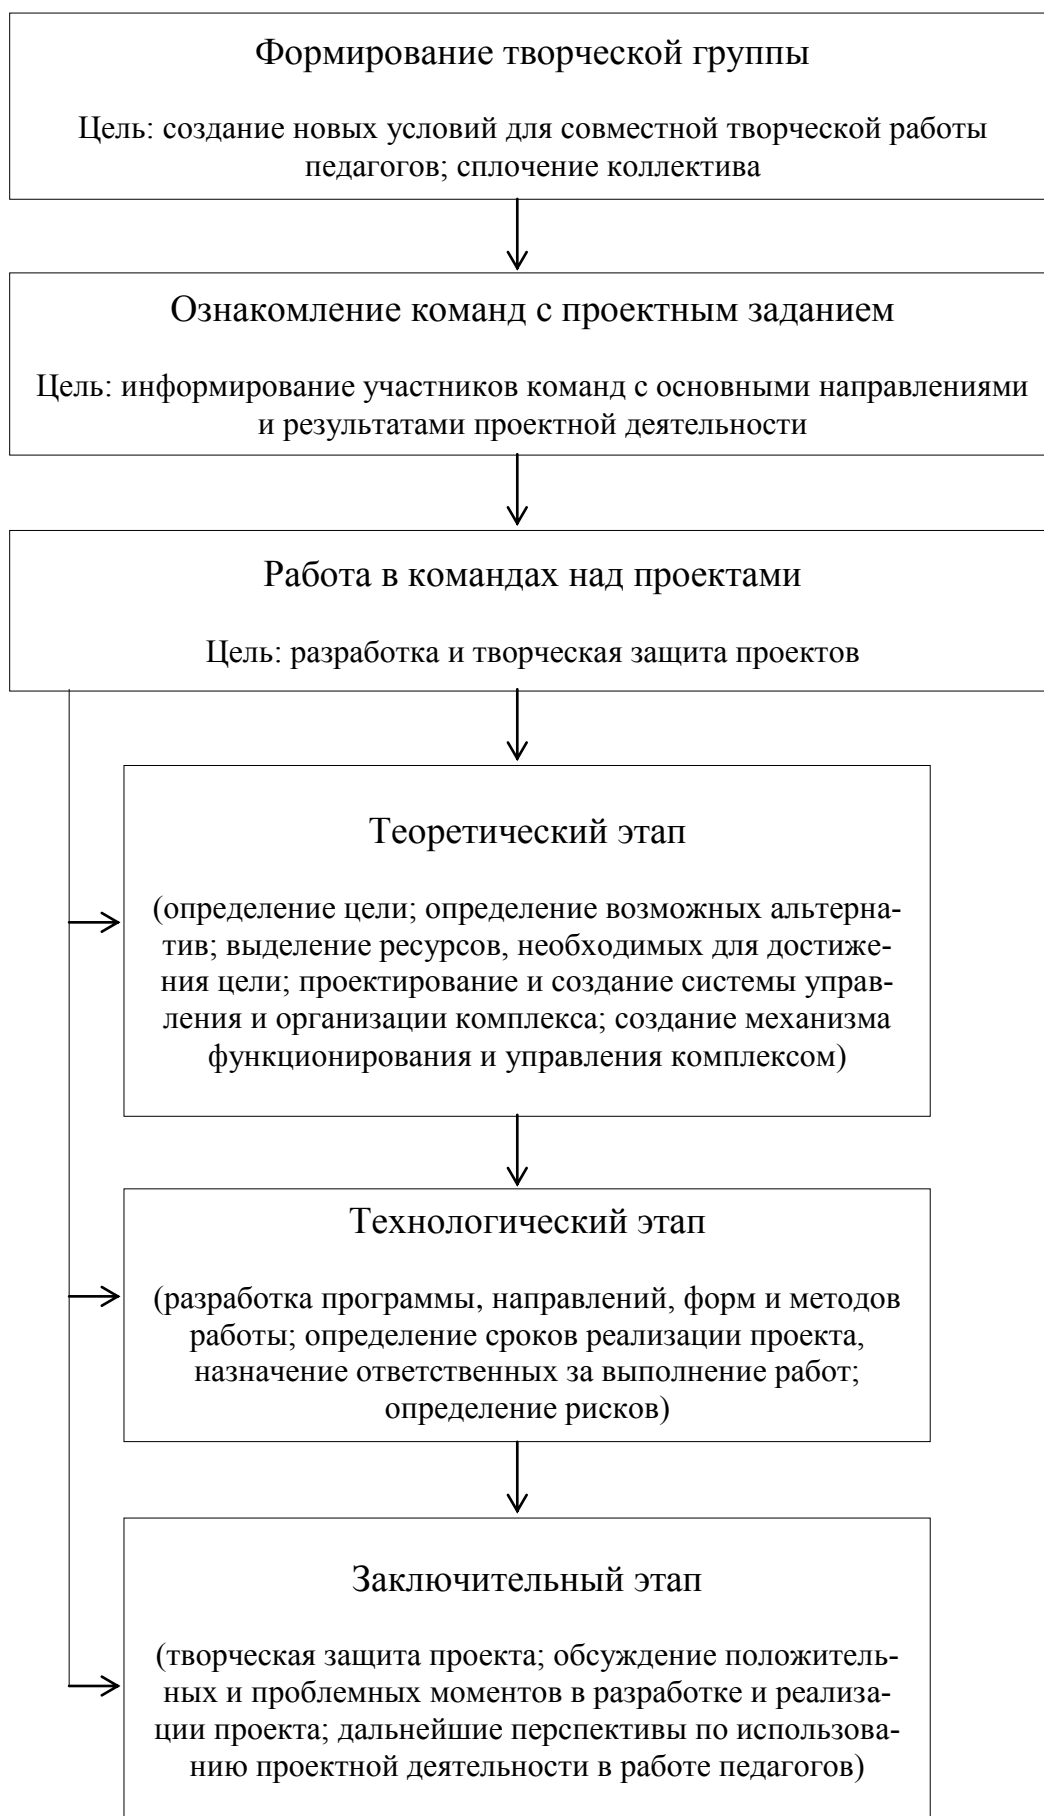 Формирование творческой группы
Цель: создание новых условий для совместной творческой работы
педагогов; сплочение коллектива
Ознакомление команд с проектным заданием
Цель: информирование участников команд с основными направлениями
и результатами проектной деятельности
Работа в командах над проектами
Цель: разработка и творческая защита проектов
Теоретический этап
(определение цели; определение возможных альтерна-
тив; выделение ресурсов, необходимых для достиже-
ния цели; проектирование и создание системы управ-
ления и организации комплекса; создание механизма
функционирования и управления комплексом)
Технологический этап
(разработка программы, направлений, форм и методов
работы; определение сроков реализации проекта,
назначение ответственных за выполнение работ;
определение рисков)
Заключительный этап
(творческая защита проекта; обсуждение положитель-
ных и проблемных моментов в разработке и реализа-
ции проекта; дальнейшие перспективы по использова-
нию проектной деятельности в работе педагогов)